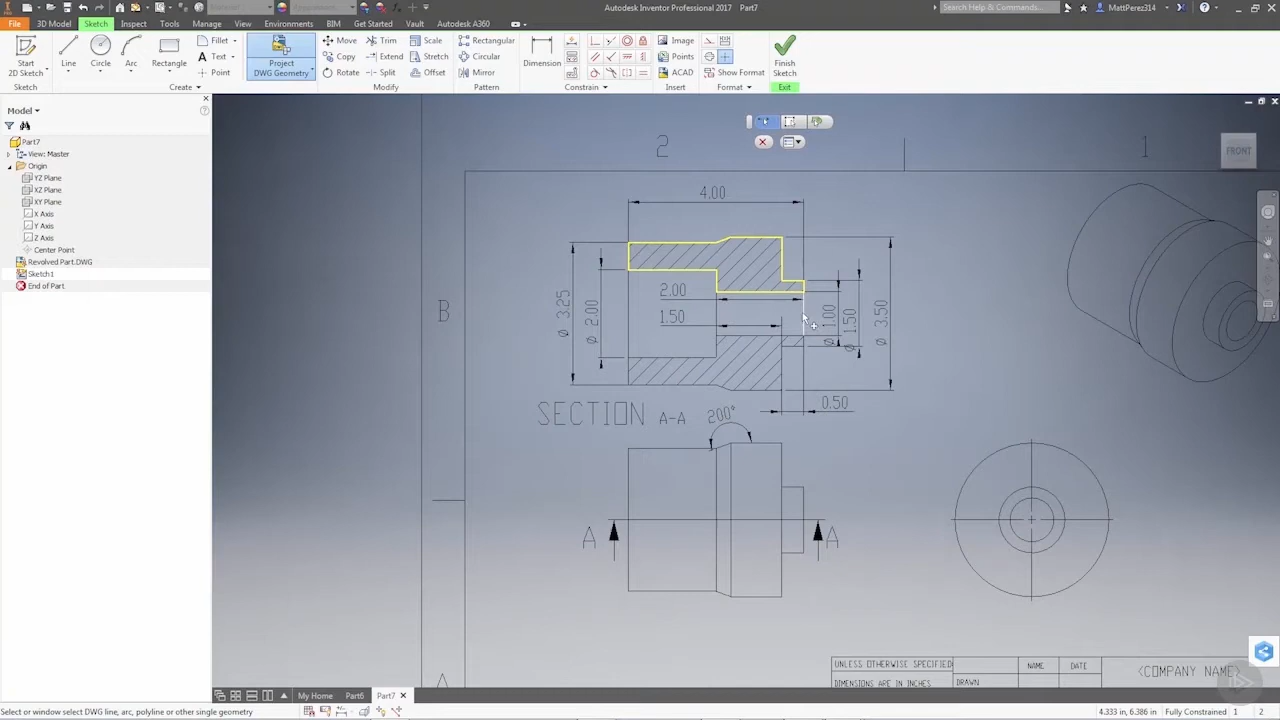 Autodesk Inventor Professional 2017 Part7
Search Help & Commands...
MattPerez314
File 3D Model Sketch Inspect Tools Manage View Environments BIM Get Started Vault Autodesk A360
Start
2D Sketch
Line
Circle
Arc
Rectangle
Fillet
Text
Point
Project
DWG Geometry
Move
Copy
Rotate
Trim
Extend
Split
Scale
Stretch
Offset
Rectangular
Circular
Mirror
Dimension
Image
Points
ACAD
Show Format
Finish
Sketch
Sketch Create Modify Pattern Constrain Insert Format Exit
Model
Part7
View: Master
Origin
YZ Plane
XZ Plane
XY Plane
X Axis
Y Axis
Z Axis
Center Point
Revolved Part.DWG
Sketch1
End of Part
2
1
FRONT
4.00
B
ø 3.25
ø 2.00
2.00
1.50
ø 1.00
ø 1.50
ø 3.50
0.50
SECTION A-A
200°
A
A
UNLESS OTHERWISE SPECIFIED
DIMENSIONS ARE IN INCHES
NAME
DATE
DRAWN
<COMPANY NAME>
A
My Home Part6 Part7
Select or window select DWG line, arc, polyline or other single geometry
4.333 in, 6.386 in Fully Constrained 1 2